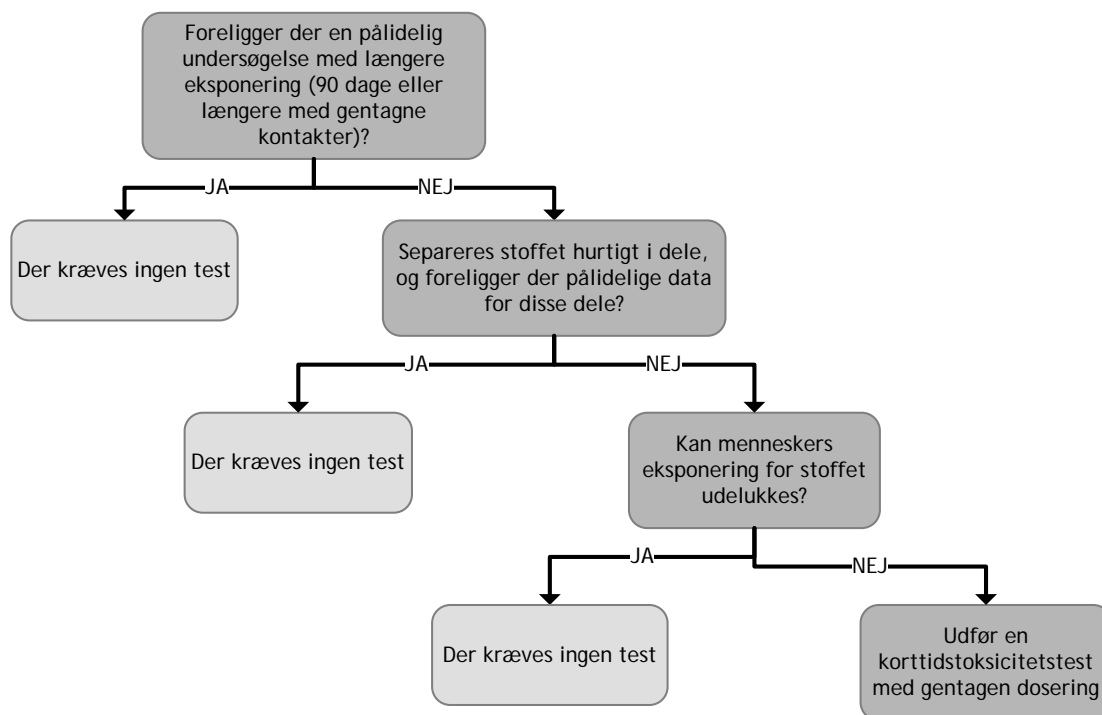 Foreligger der en pålidelig
undersøgelse med længere
eksponering (90 dage eller
længere med gentagne
kontakter)?
JA
NEJ
Der kræves ingen test
Separeres stoffet hurtigt i dele,
og foreligger der pålidelige data
for disse dele?
JA
NEJ
Der kræves ingen test
Kan menneskers
eksponering for stoffet
udelukkes?
JA
NEJ
Der kræves ingen test
Udfør en
korttidstoksicitetstest
med gentagen dosering